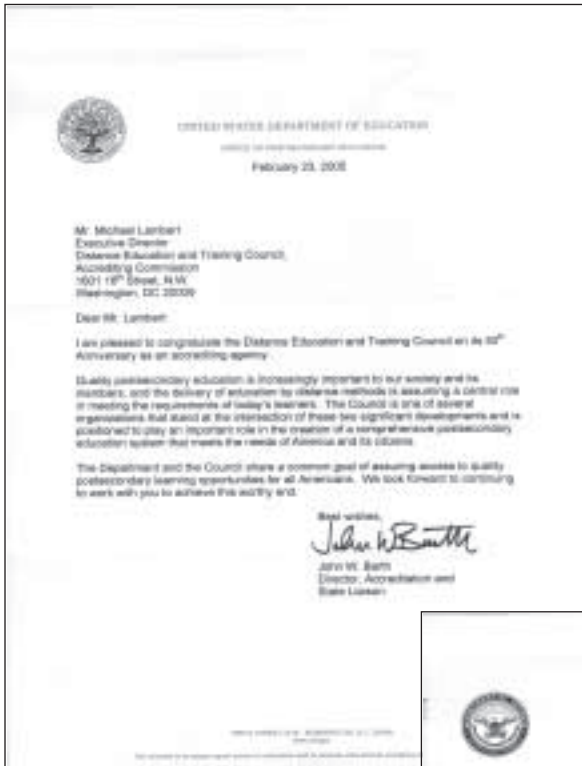 UNITED STATES DEPARTMENT OF EDUCATION
OFFICE OF POSTSECONDARY EDUCATION
February 23, 2005
Mr. Michael Lambert
Executive Director
Distance Education and Training Council,
Accrediting Commission
1601 18th Street, N.W.
Washington, DC 20009
Dear Mr. Lambert:
I am pleased to congratulate the Distance Education and Training Council on its 50th
Anniversary as an accrediting agency.
Quality postsecondary education is increasingly important to our society and its
members, and the delivery of education by distance methods is assuming a central role
in meeting the requirements of today's learners. The Council is one of several
organizations that stand at the intersection of these two significant developments and is
positioned to play an important role in the creation of a comprehensive postsecondary
education system that meets the needs of America and its citizens.
The Department and the Council share a common goal of assuring access to quality
postsecondary learning opportunities for all Americans. We look forward to continuing
to work with you to achieve this worthy end.
Best wishes,
John W Barth
John W. Barth
Director, Accreditation and
State Liaison